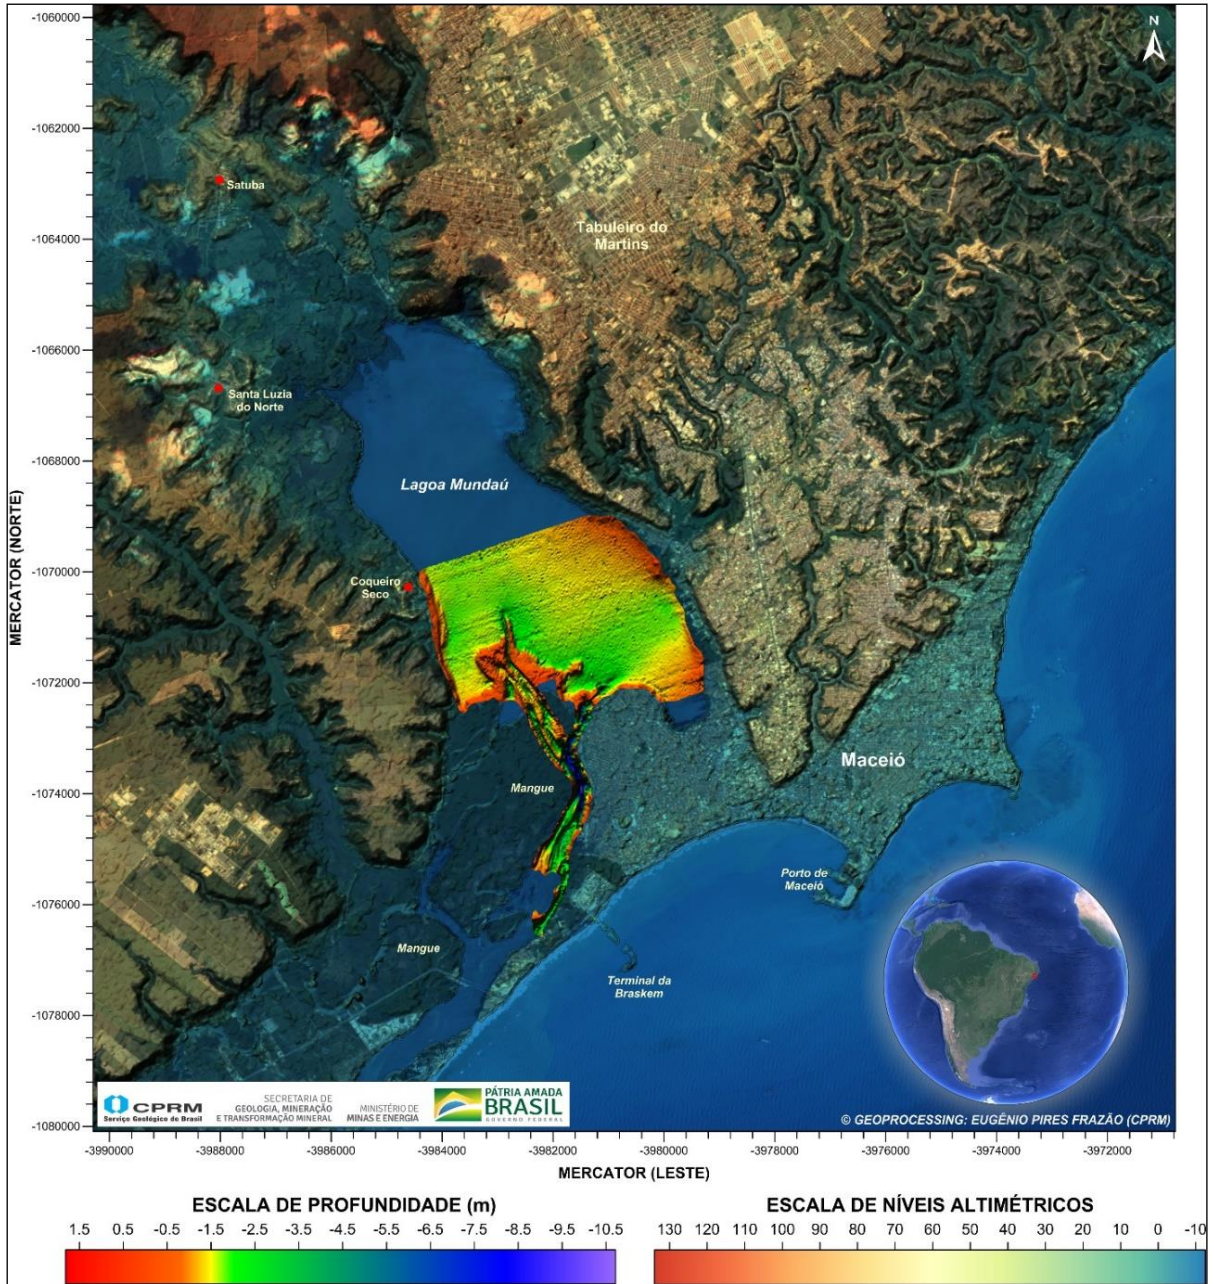 N
-1060000
-1062000
-1064000
-1066000
-1068000
-1070000
-1072000
-1074000
-1076000
-1078000
-1080000
MERCATOR (NORTE)
Satuba
Tabuleiro do
Martins
Santa Luzia
do Norte
Lagoa Mundaú
Coqueiro
Seco
Maceió
Mangue
Porto de
Maceió
Mangue
Terminal da
Braskem
CPRM
Serviço Geológico do Brasil
SECRETARIA DE
GEOLOGIA, MINERAÇÃO
E TRANSFORMAÇÃO MINERAL
MINISTÉRIO DE
MINAS E ENERGIA
PÁTRIA AMADA
BRASIL
GOVERNO FEDERAL
© GEOPROCESSING: EUGÊNIO PIRES FRAZÃO (CPRM)
-3990000 -3988000 -3986000 -3984000 -3982000 -3980000 -3978000 -3976000 -3974000 -3972000
MERCATOR (LESTE)
ESCALA DE PROFUNDIDADE (m)
1.5 0.5 -0.5 -1.5 -2.5 -3.5 -4.5 -5.5 -6.5 -7.5 -8.5 -9.5 -10.5
ESCALA DE NÍVEIS ALTIMÉTRICOS
130 120 110 100 90 80 70 60 50 40 30 20 10 0 -10